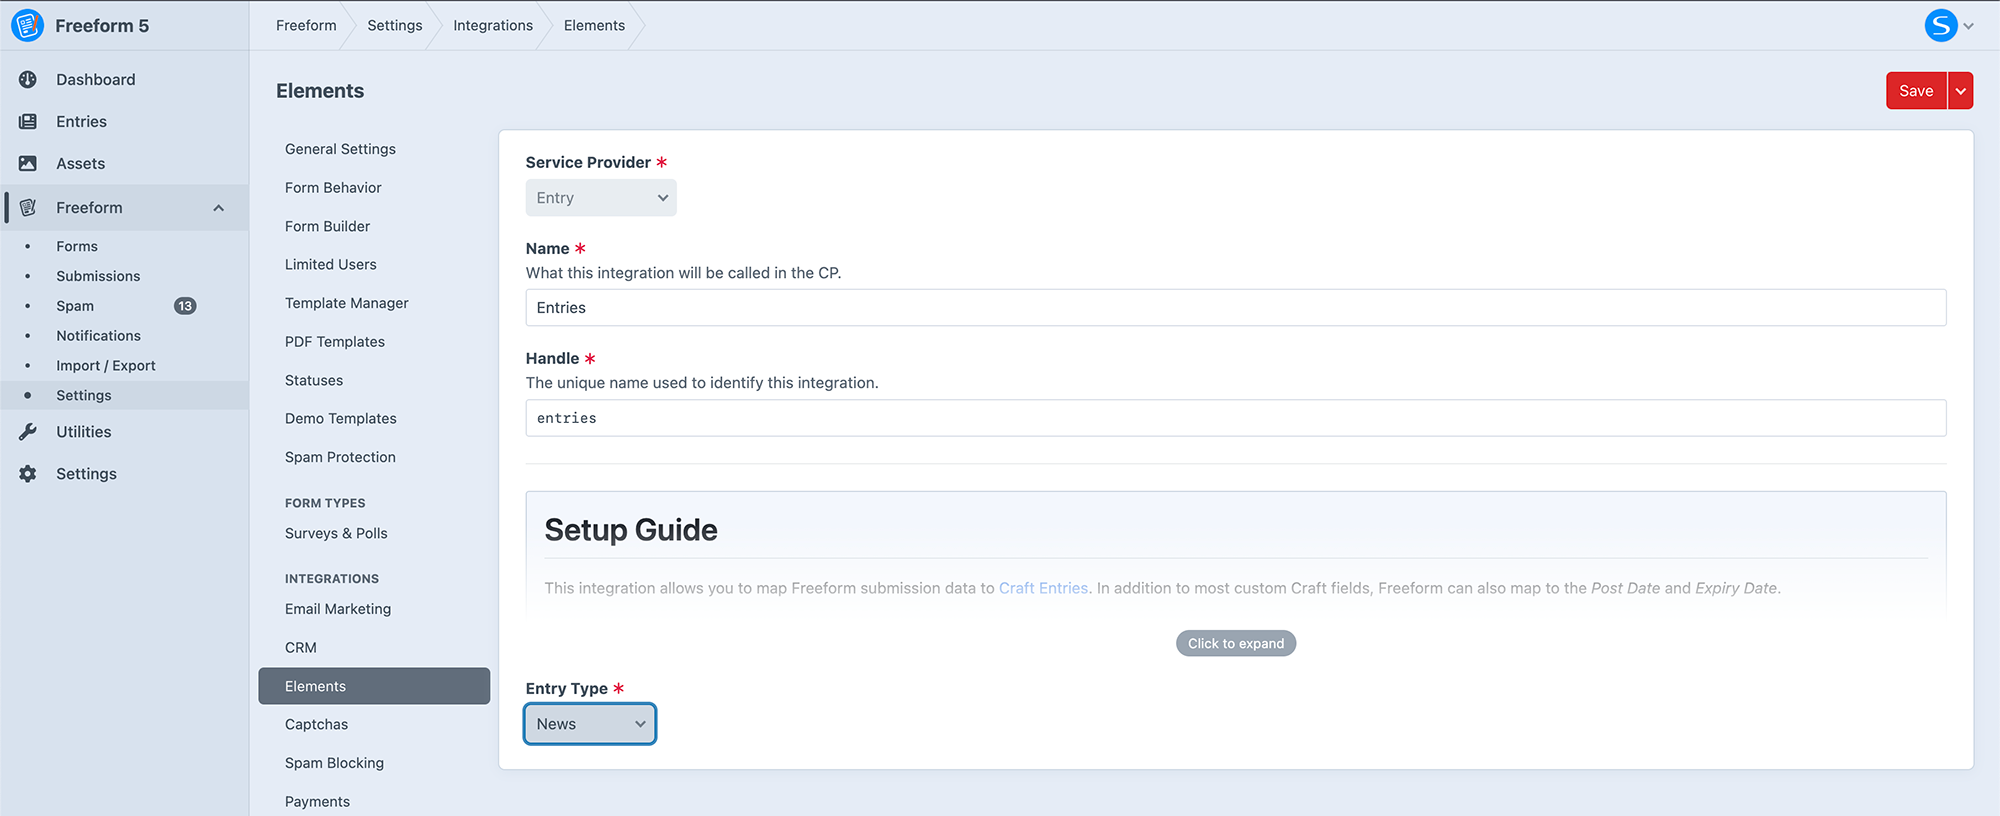 Freeform 5
Freeform
Settings
Integrations
Elements
S
Dashboard
Entries
Assets
Freeform
Forms
Submissions
Spam
13
Notifications
Import / Export
Settings
Utilities
Settings
Elements
Save
General Settings
Form Behavior
Form Builder
Limited Users
Template Manager
PDF Templates
Statuses
Demo Templates
Spam Protection
FORM TYPES
Surveys & Polls
INTEGRATIONS
Email Marketing
CRM
Elements
Captchas
Spam Blocking
Payments
Service Provider *
Entry
Name *
What this integration will be called in the CP.
Entries
Handle *
The unique name used to identify this integration.
entries
Setup Guide
This integration allows you to map Freeform submission data to Craft Entries. In addition to most custom Craft fields, Freeform can also map to the Post Date and Expiry Date.
Click to expand
Entry Type *
News